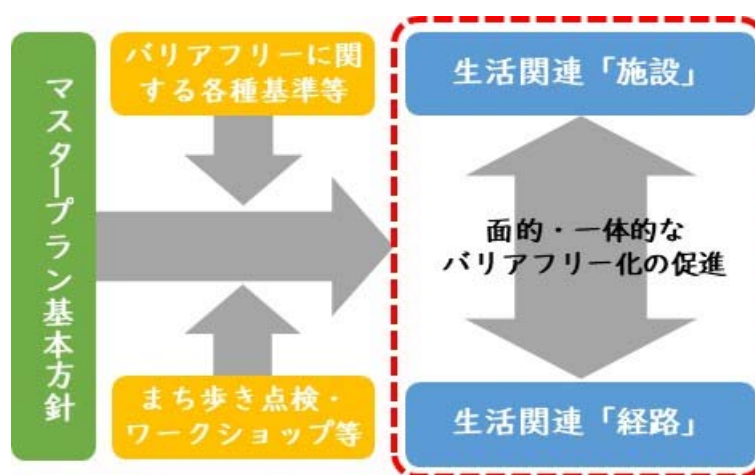 マスタープラン基本方針
バリアフリーに関
する各種基準等
まち歩き点検・
ワークショップ等
生活関連「施設」
面的・一体的な
バリアフリー化の促進
生活関連「経路」